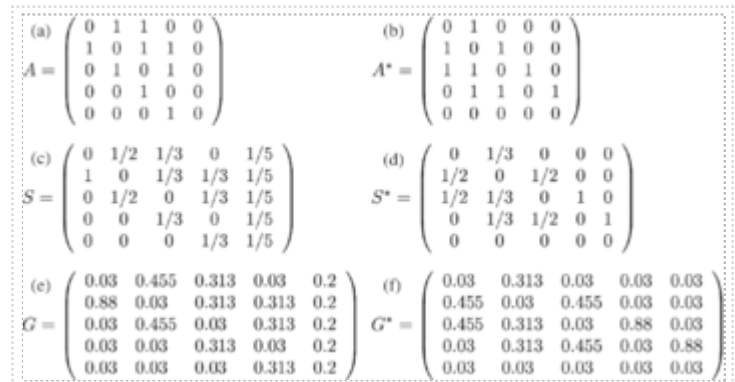 (a) 0 1 1 0 0
1 0 1 1 0
A = 0 1 0 1 0
0 0 1 0 0
0 0 0 1 0
(b) 0 1 0 0 0
1 0 1 0 0
A* = 1 1 0 1 0
0 1 1 0 1
0 0 0 0 0
(c) 0 1/2 1/3 0 1/5
1 0 1/3 1/3 1/5
S = 0 1/2 0 1/3 1/5
0 0 1/3 0 1/5
0 0 0 1/3 1/5
(d) 0 1/3 0 0 0
1/2 0 1/2 0 0
S* = 1/2 1/3 0 1 0
0 1/3 1/2 0 1
0 0 0 0 0
(e) 0.03 0.455 0.313 0.03 0.2
0.88 0.03 0.313 0.313 0.2
G = 0.03 0.455 0.03 0.313 0.2
0.03 0.03 0.313 0.03 0.2
0.03 0.03 0.03 0.313 0.2
(f) 0.03 0.313 0.03 0.03 0.03
0.455 0.03 0.455 0.03 0.03
G* = 0.455 0.313 0.03 0.88 0.03
0.03 0.313 0.455 0.03 0.88
0.03 0.03 0.03 0.03 0.03